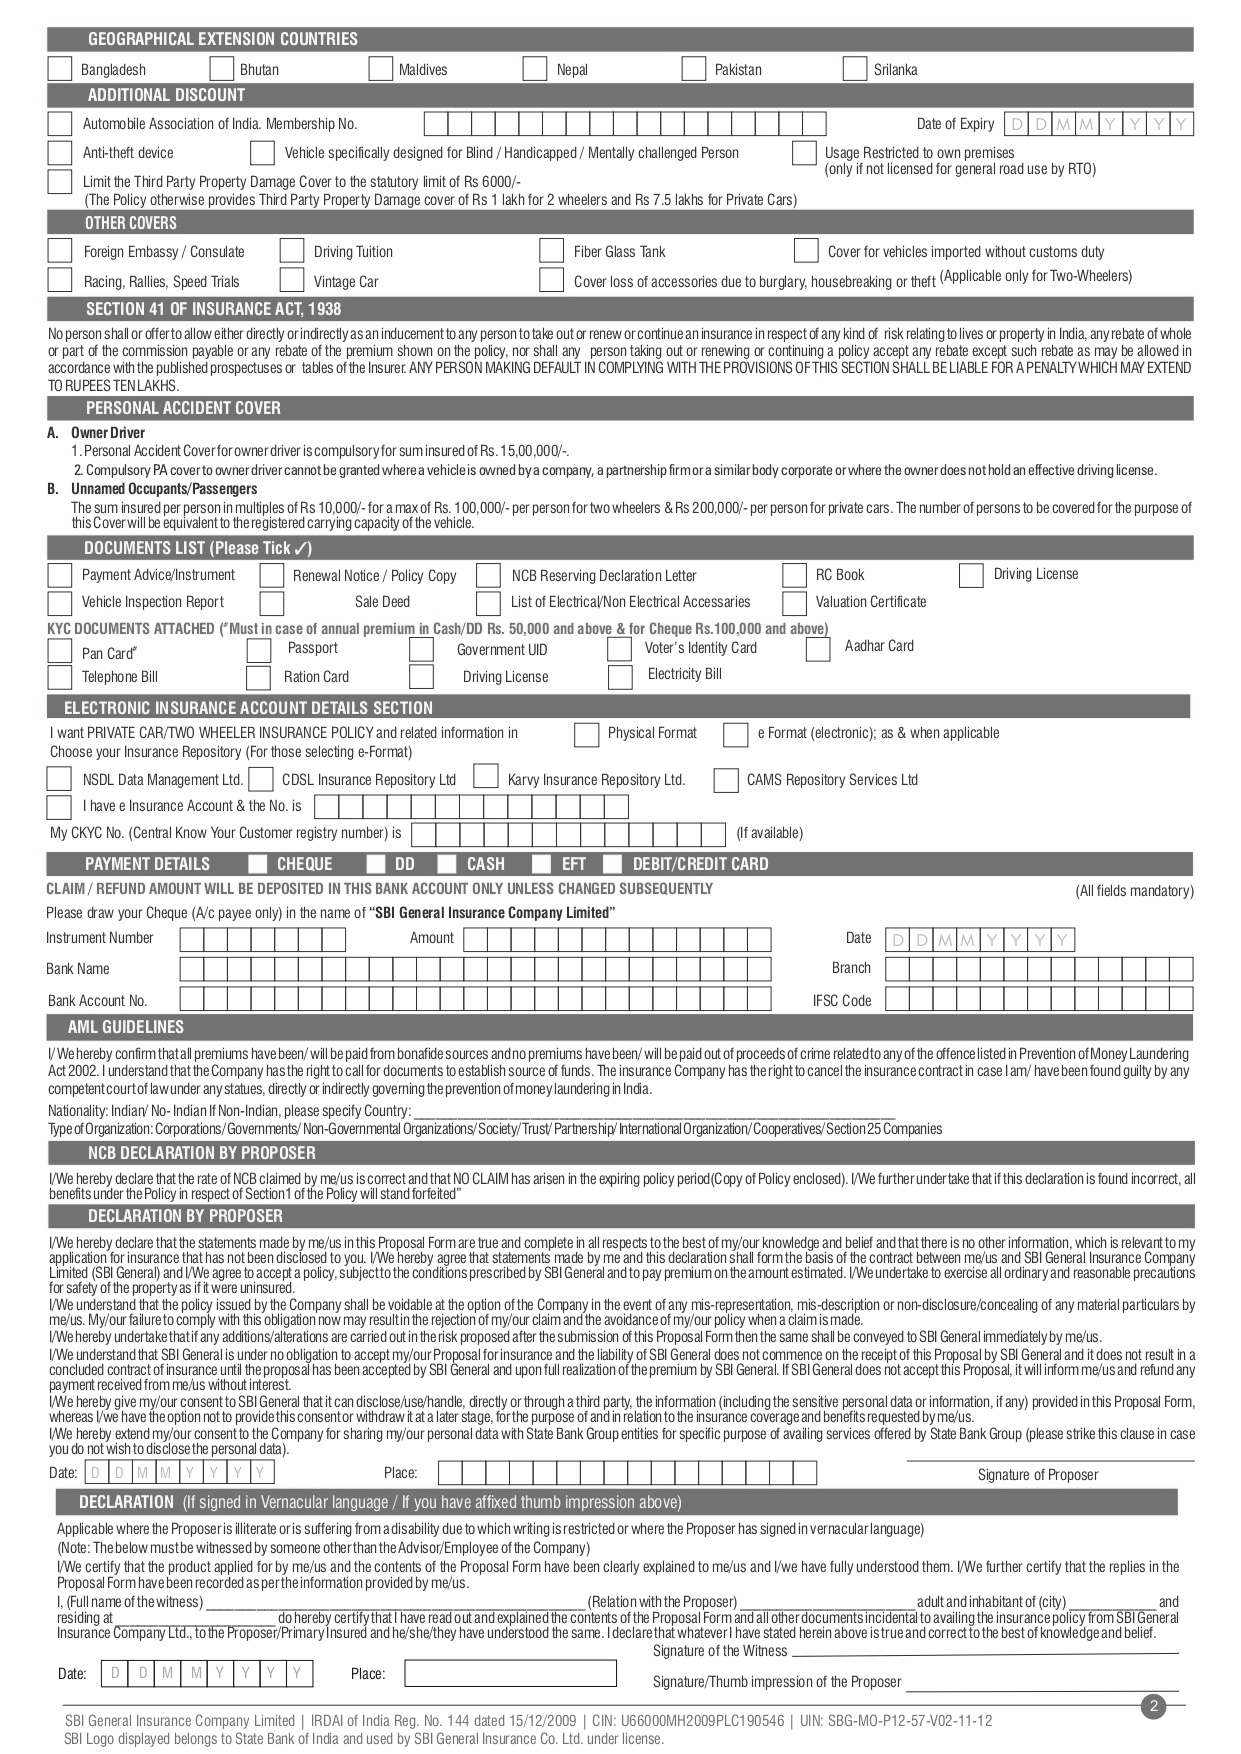 GEOGRAPHICAL EXTENSION COUNTRIES
Bangladesh Bhutan Maldives Nepal Pakistan Srilanka
ADDITIONAL DISCOUNT
Automobile Association of India. Membership No. Date of Expiry D D M M Y Y Y Y
Anti-theft device Vehicle specifically designed for Blind / Handicapped / Mentally challenged Person Usage Restricted to own premises
(only if not licensed for general road use by RTO)
Limit the Third Party Property Damage Cover to the statutory limit of Rs 6000/-
(The Policy otherwise provides Third Party Property Damage cover of Rs 1 lakh for 2 wheelers and Rs 7.5 lakhs for Private Cars)
OTHER COVERS
Foreign Embassy / Consulate Driving Tuition Fiber Glass Tank Cover for vehicles imported without customs duty
Racing, Rallies, Speed Trials Vintage Car Cover loss of accessories due to burglary, housebreaking or theft (Applicable only for Two-Wheelers)
SECTION 41 OF INSURANCE ACT, 1938
No person shall or offer to allow either directly or indirectly as an inducement to any person to take out or renew or continue an insurance in respect of any kind of risk relating to lives or property in India, any rebate of whole
or part of the commission payable or any rebate of the premium shown on the policy, nor shall any person taking out or renewing or continuing a policy accept any rebate except such rebate as may be allowed in
accordance with the published prospectuses or tables of the Insurer. ANY PERSON MAKING DEFAULT IN COMPLYING WITH THE PROVISIONS OF THIS SECTION SHALL BE LIABLE FOR A PENALTY WHICH MAY EXTEND
TO RUPEES TEN LAKHS.
PERSONAL ACCIDENT COVER
A. Owner Driver
1. Personal Accident Cover for owner driver is compulsory for sum insured of Rs. 15,00,000/-.
2. Compulsory PA cover to owner driver cannot be granted where a vehicle is owned by a company, a partnership firm or a similar body corporate or where the owner does not hold an effective driving license.
B. Unnamed Occupants/Passengers
The sum insured per person in multiples of Rs 10,000/- for a max of Rs. 100,000/- per person for two wheelers & Rs 200,000/- per person for private cars. The number of persons to be covered for the purpose of
this Cover will be equivalent to the registered carrying capacity of the vehicle.
DOCUMENTS LIST (Please Tick ✓)
Payment Advice/Instrument Renewal Notice / Policy Copy NCB Reserving Declaration Letter RC Book Driving License
Vehicle Inspection Report Sale Deed List of Electrical/Non Electrical Accessaries Valuation Certificate
KYC DOCUMENTS ATTACHED (#Must in case of annual premium in Cash/DD Rs. 50,000 and above & for Cheque Rs.100,000 and above)
Pan Card# Passport Government UID Voter's Identity Card Aadhar Card
Telephone Bill Ration Card Driving License Electricity Bill
ELECTRONIC INSURANCE ACCOUNT DETAILS SECTION
I want PRIVATE CAR/TWO WHEELER INSURANCE POLICY and related information in Physical Format e Format (electronic); as & when applicable
Choose your Insurance Repository (For those selecting e-Format)
NSDL Data Management Ltd. CDSL Insurance Repository Ltd Karvy Insurance Repository Ltd. CAMS Repository Services Ltd
I have e Insurance Account & the No. is
My CKYC No. (Central Know Your Customer registry number) is (If available)
PAYMENT DETAILS CHEQUE DD CASH EFT DEBIT/CREDIT CARD
CLAIM / REFUND AMOUNT WILL BE DEPOSITED IN THIS BANK ACCOUNT ONLY UNLESS CHANGED SUBSEQUENTLY (All fields mandatory)
Please draw your Cheque (A/c payee only) in the name of "SBI General Insurance Company Limited"
Instrument Number Amount Date D D M M Y Y Y Y
Bank Name Branch
Bank Account No. IFSC Code
AML GUIDELINES
I/ We hereby confirm that all premiums have been/ will be paid from bonafide sources and no premiums have been/ will be paid out of proceeds of crime related to any of the offence listed in Prevention of Money Laundering
Act 2002. I understand that the Company has the right to call for documents to establish source of funds. The insurance Company has the right to cancel the insurance contract in case I am/ have been found guilty by any
competent court of law under any statues, directly or indirectly governing the prevention of money laundering in India.
Nationality: Indian/ No- Indian If Non-Indian, please specify Country: ____
Type of Organization: Corporations/Governments/ Non-Governmental Organizations/Society/Trust/ Partnership/ International Organization/Cooperatives/Section 25 Companies
NCB DECLARATION BY PROPOSER
I/We hereby declare that the rate of NCB claimed by me/us is correct and that NO CLAIM has arisen in the expiring policy period(Copy of Policy enclosed). I/We further undertake that if this declaration is found incorrect, all
benefits under the Policy in respect of Section1 of the Policy will stand forfeited"
DECLARATION BY PROPOSER
I/We hereby declare that the statements made by me/us in this Proposal Form are true and complete in all respects to the best of my/our knowledge and belief and that there is no other information, which is relevant to my
application for insurance that has not been disclosed to you. I/We hereby agree that statements made by me and this declaration shall form the basis of the contract between me/us and SBI General Insurance Company
Limited (SBI General) and I/We agree to accept a policy, subject to the conditions prescribed by SBI General and to pay premium on the amount estimated. I/We undertake to exercise all ordinary and reasonable precautions
for safety of the property as if it were uninsured.
I/We understand that the policy issued by the Company shall be voidable at the option of the Company in the event of any mis-representation, mis-description or non-disclosure/concealing of any material particulars by
me/us. My/our failure to comply with this obligation now may result in the rejection of my/our claim and the avoidance of my/our policy when a claim is made.
I/We hereby undertake that if any additions/alterations are carried out in the risk proposed after the submission of this Proposal Form then the same shall be conveyed to SBI General immediately by me/us.
I/We understand that SBI General is under no obligation to accept my/our Proposal for insurance and the liability of SBI General does not commence on the receipt of this Proposal by SBI General and it does not result in a
concluded contract of insurance until the proposal has been accepted by SBI General and upon full realization of the premium by SBI General. If SBI General does not accept this Proposal, it will inform me/us and refund any
payment received from me/us without interest.
I/We hereby give my/our consent to SBI General that it can disclose/use/handle, directly or through a third party, the information (including the sensitive personal data or information, if any) provided in this Proposal Form,
whereas I/we have the option not to provide this consent or withdraw it at a later stage, for the purpose of and in relation to the insurance coverage and benefits requested by me/us.
I/We hereby extend my/our consent to the Company for sharing my/our personal data with State Bank Group entities for specific purpose of availing services offered by State Bank Group (please strike this clause in case
you do not wish to disclose the personal data).
Date: D D M M Y Y Y Y Place: Signature of Proposer
DECLARATION (If signed in Vernacular language / If you have affixed thumb impression above)
Applicable where the Proposer is illiterate or is suffering from a disability due to which writing is restricted or where the Proposer has signed in vernacular language)
(Note: The below must be witnessed by someone other than the Advisor/Employee of the Company)
I/We certify that the product applied for by me/us and the contents of the Proposal Form have been clearly explained to me/us and I/we have fully understood them. I/We further certify that the replies in the
Proposal Form have been recorded as per the information provided by me/us.
I, (Full name of the witness) ____ (Relation with the Proposer) ____ adult and inhabitant of (city) ____ and
residing at ____ do hereby certify that I have read out and explained the contents of the Proposal Form and all other documents incidental to availing the insurance policy from SBI General
Insurance Company Ltd., to the Proposer/Primary Insured and he/she/they have understood the same. I declare that whatever I have stated herein above is true and correct to the best of knowledge and belief.
Signature of the Witness
Date: D D M M Y Y Y Y Place: Signature/Thumb impression of the Proposer
2
SBI General Insurance Company Limited | IRDAI of India Reg. No. 144 dated 15/12/2009 | CIN: U66000MH2009PLC190546 | UIN: SBG-MO-P12-57-V02-11-12
SBI Logo displayed belongs to State Bank of India and used by SBI General Insurance Co. Ltd. under license.